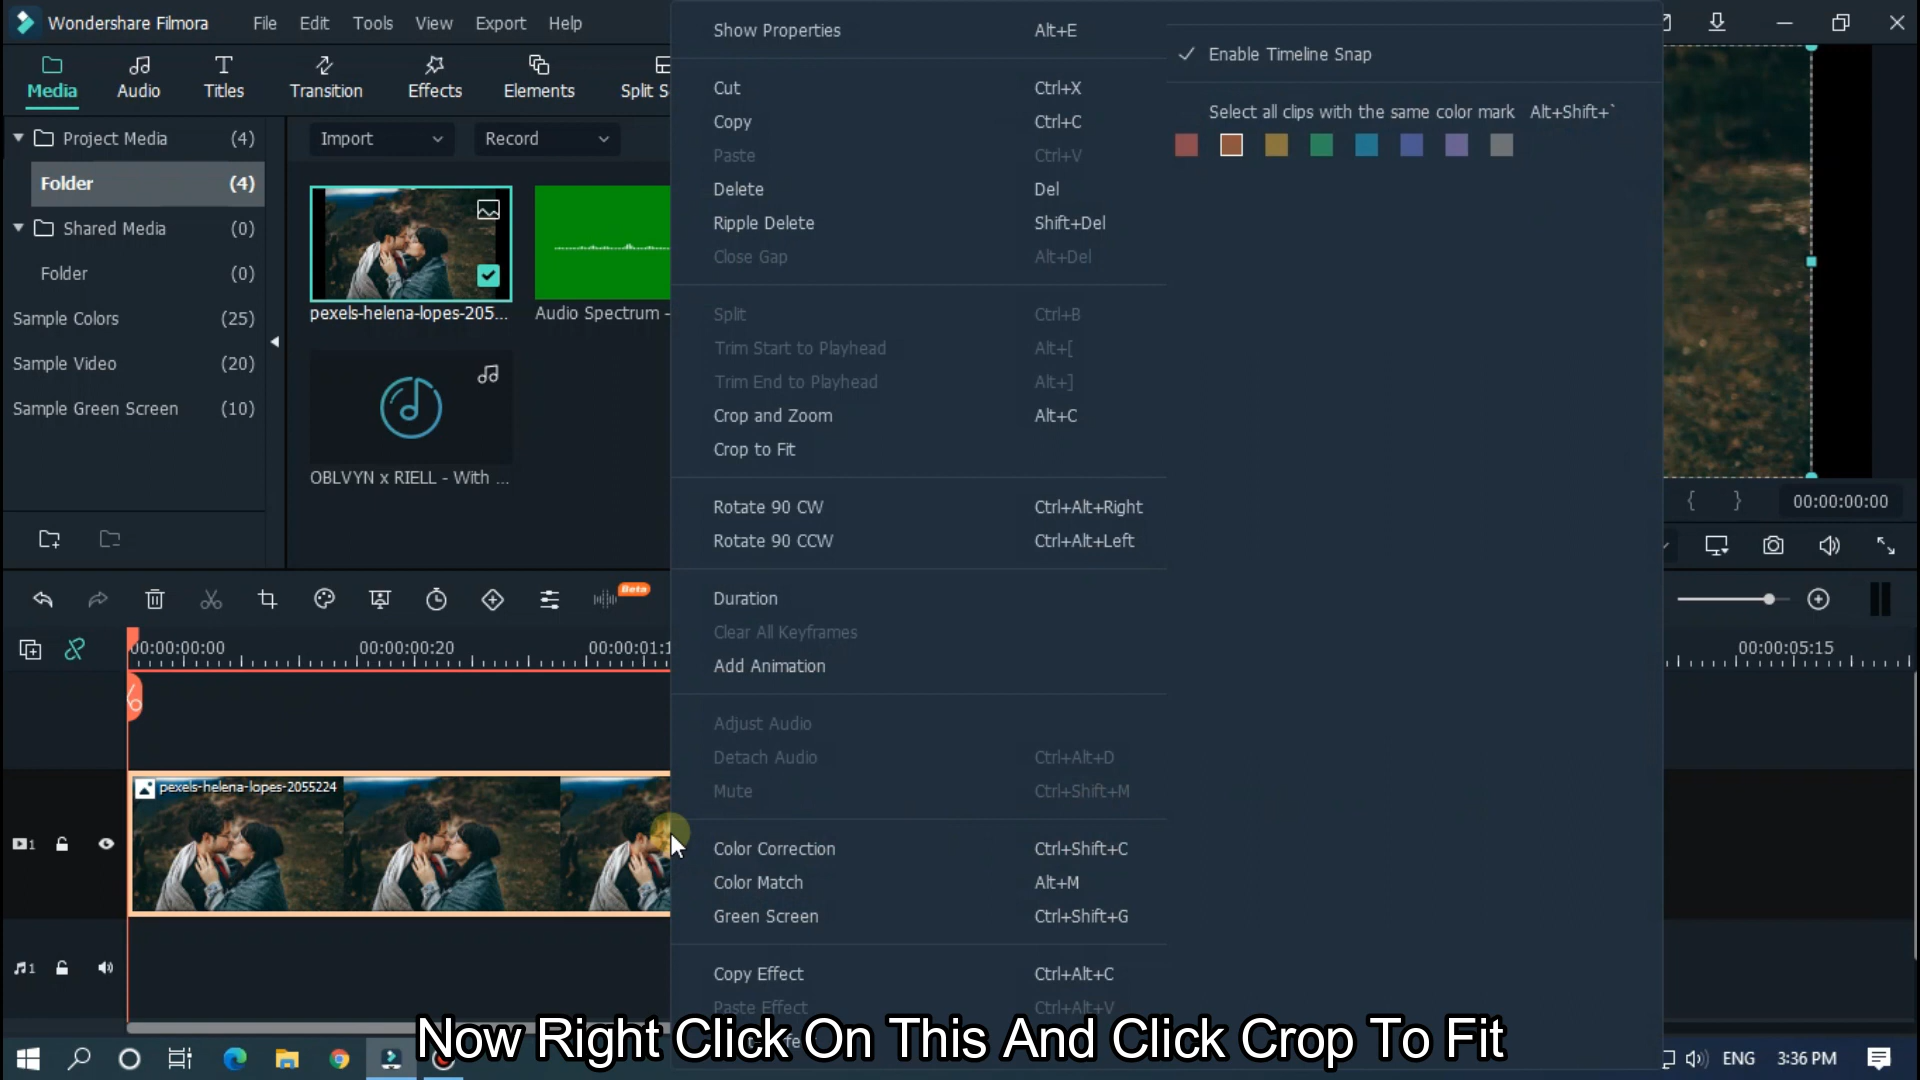 Wondershare Filmora File Edit Tools View Export Help
Media Audio Titles Transition Effects Elements Split S
Project Media (4)
Folder (4)
Shared Media (0)
Folder (0)
Sample Colors (25)
Sample Video (20)
Sample Green Screen (10)
Import Record
pexels-helena-lopes-205... Audio Spectrum -
OBLVYN x RIELL - With ...
Show Properties Alt+E
Cut Ctrl+X
Copy Ctrl+C
Paste Ctrl+V
Delete Del
Ripple Delete Shift+Del
Close Gap Alt+Del
Split Ctrl+B
Trim Start to Playhead Alt+[
Trim End to Playhead Alt+]
Crop and Zoom Alt+C
Crop to Fit
Rotate 90 CW Ctrl+Alt+Right
Rotate 90 CCW Ctrl+Alt+Left
Duration
Clear All Keyframes
Add Animation
Adjust Audio
Detach Audio Ctrl+Alt+D
Mute Ctrl+Shift+M
Color Correction Ctrl+Shift+C
Color Match Alt+M
Green Screen Ctrl+Shift+G
Copy Effect Ctrl+Alt+C
Paste Effect Ctrl+Alt+V
Enable Timeline Snap
Select all clips with the same color mark Alt+Shift+`
{ } 00:00:00:00
Beta
00:00:00:00 00:00:00:20 00:00:01:1 00:00:05:15
pexels-helena-lopes-2055224
1
1
Now Right Click On This And Click Crop To Fit
ENG 3:36 PM